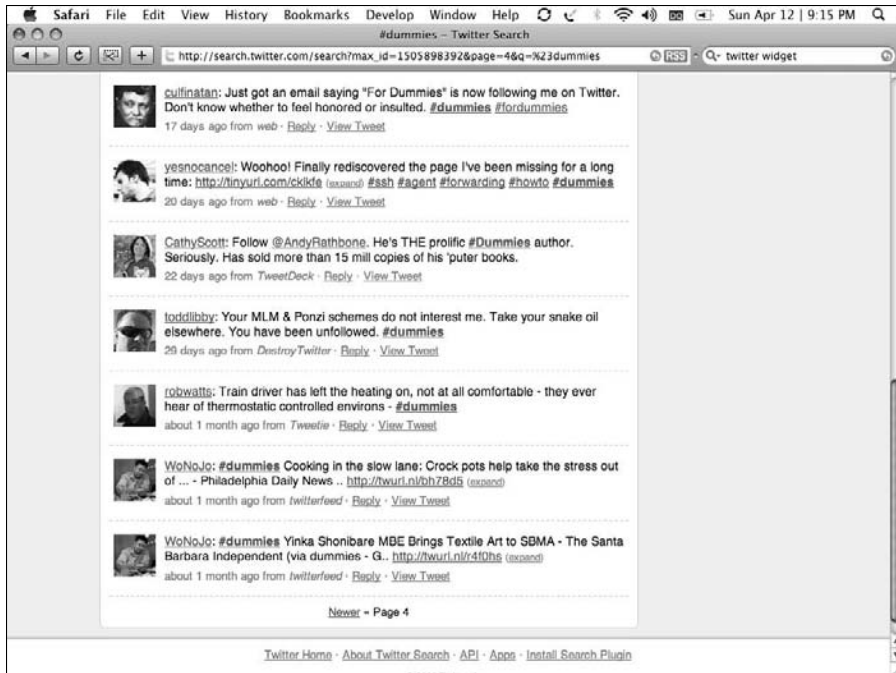 Safari File Edit View History Bookmarks Develop Window Help Sun Apr 12 | 9:15 PM
#dummies – Twitter Search
http://search.twitter.com/search?max_id=1505898392&page=4&q=%23dummies RSS twitter widget
culfinatan: Just got an email saying "For Dummies" is now following me on Twitter.
Don't know whether to feel honored or insulted. #dummies #fordummies
17 days ago from web · Reply · View Tweet
yesnocancel: Woohoo! Finally rediscovered the page I've been missing for a long
time: http://tinyurl.com/cklkfe (expand) #ssh #agent #forwarding #howto #dummies
20 days ago from web · Reply · View Tweet
CathyScott: Follow @AndyRathbone. He's THE prolific #Dummies author.
Seriously. Has sold more than 15 mill copies of his 'puter books.
22 days ago from TweetDeck · Reply · View Tweet
toddlibby: Your MLM & Ponzi schemes do not interest me. Take your snake oil
elsewhere. You have been unfollowed. #dummies
29 days ago from DestroyTwitter · Reply · View Tweet
robwatts: Train driver has left the heating on, not at all comfortable - they ever
hear of thermostatic controlled environs - #dummies
about 1 month ago from Tweetie · Reply · View Tweet
WoNoJo: #dummies Cooking in the slow lane: Crock pots help take the stress out
of ... - Philadelphia Daily News .. http://twurl.nl/bh78d5 (expand)
about 1 month ago from twitterfeed · Reply · View Tweet
WoNoJo: #dummies Yinka Shonibare MBE Brings Textile Art to SBMA - The Santa
Barbara Independent (via dummies - G.. http://twurl.nl/r4f0hs (expand)
about 1 month ago from twitterfeed · Reply · View Tweet
Newer « Page 4
Twitter Home · About Twitter Search · API · Apps · Install Search Plugin